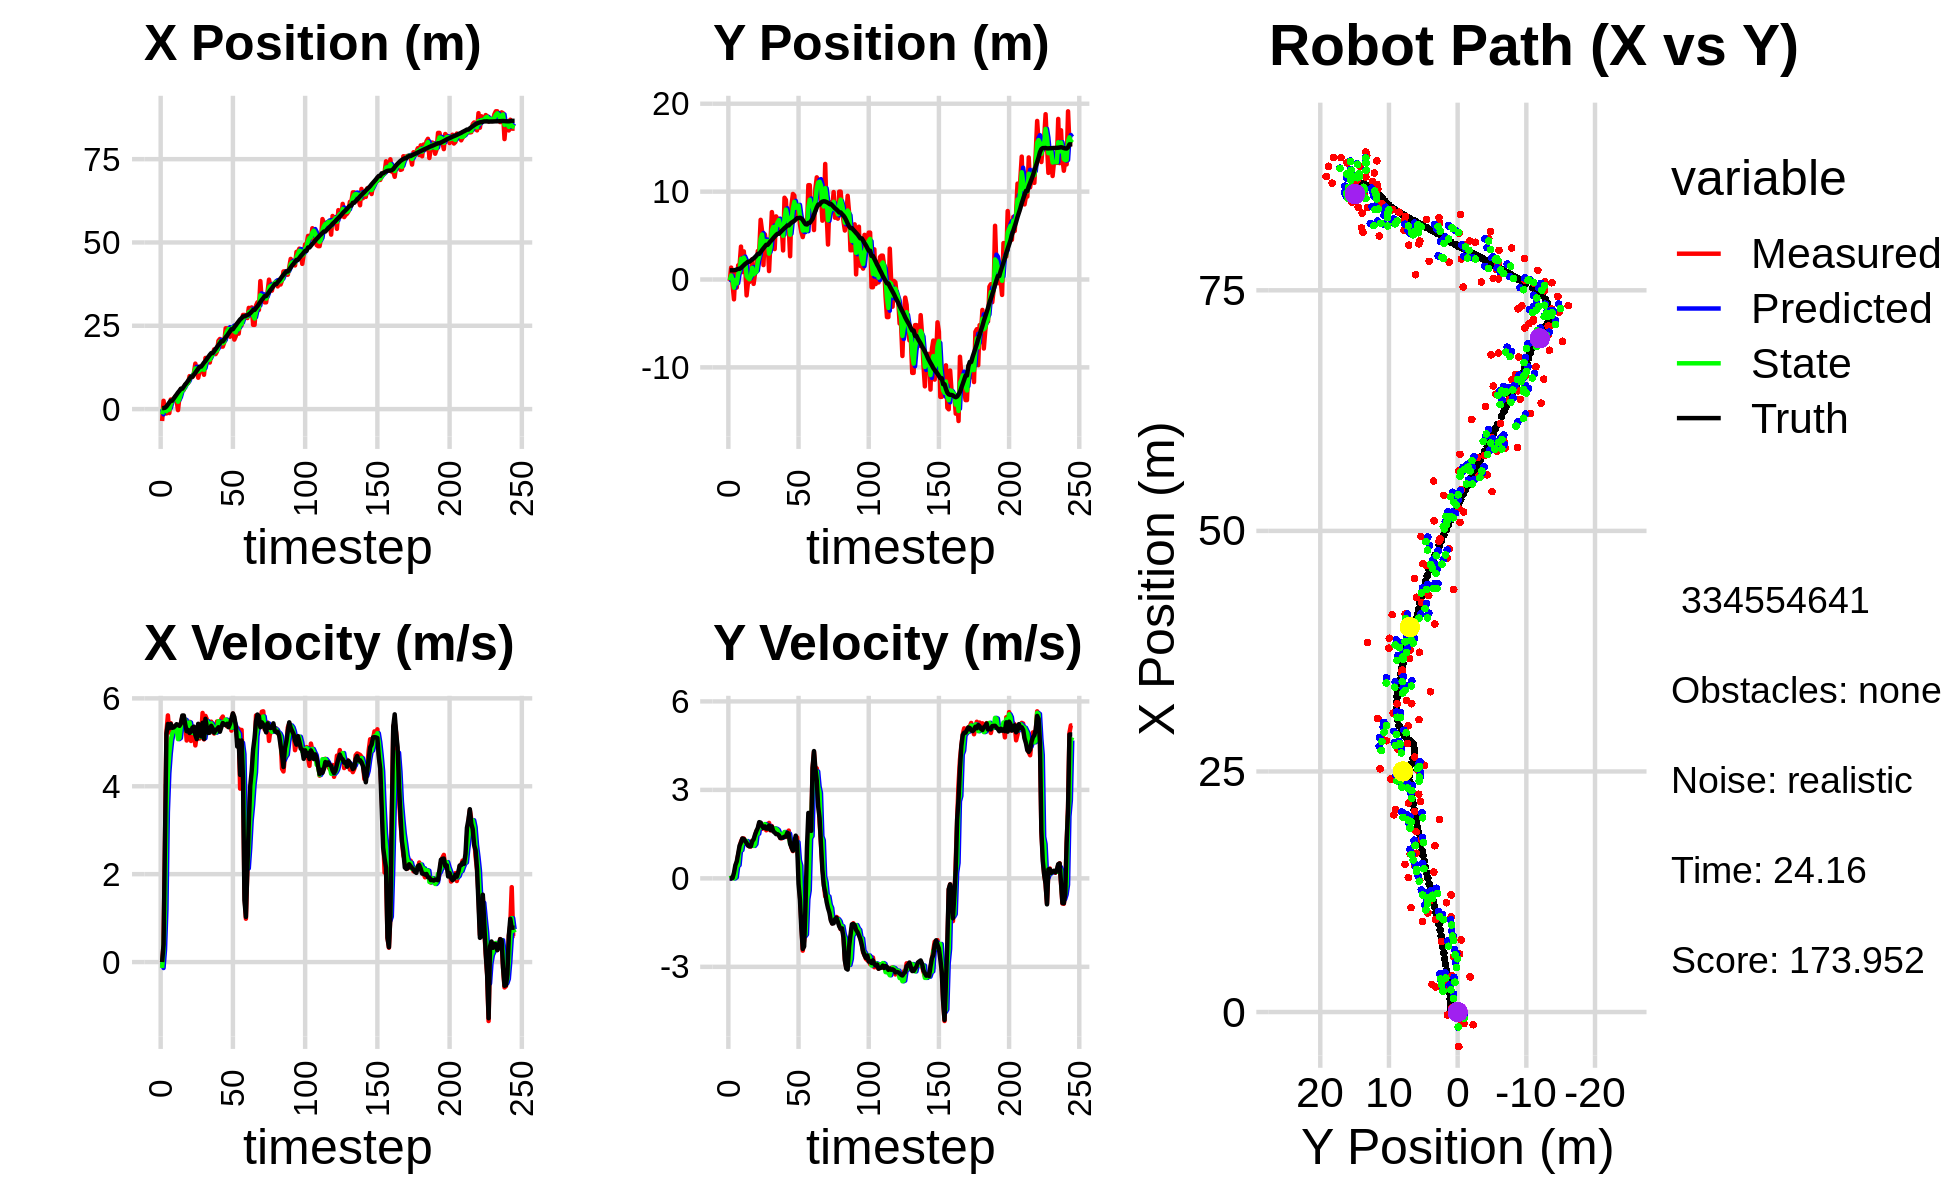 X Position (m)
75
50
25
0
0 50 100 150 200 250
timestep
Y Position (m)
20
10
0
-10
0 50 100 150 200 250
timestep
X Velocity (m/s)
6
4
2
0
0 50 100 150 200 250
timestep
Y Velocity (m/s)
6
3
0
-3
0 50 100 150 200 250
timestep
Robot Path (X vs Y)
X Position (m)
75
50
25
0
20 10 0 -10 -20
Y Position (m)
variable
Measured
Predicted
State
Truth
334554641
Obstacles: none
Noise: realistic
Time: 24.16
Score: 173.952